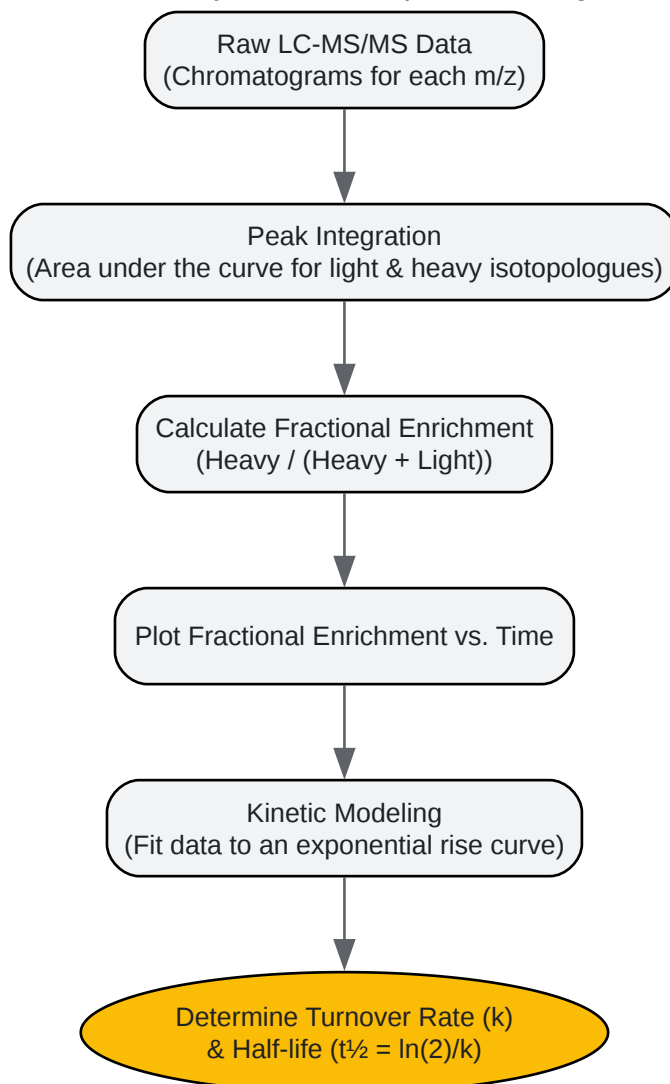 Raw LC-MS/MS Data
(Chromatograms for each m/z)
Peak Integration
(Area under the curve for light & heavy isotopologues)
Calculate Fractional Enrichment
(Heavy / (Heavy + Light))
Plot Fractional Enrichment vs. Time
Kinetic Modeling
(Fit data to an exponential rise curve)
Determine Turnover Rate (k)
& Half-life (t½ = ln(2)/k)